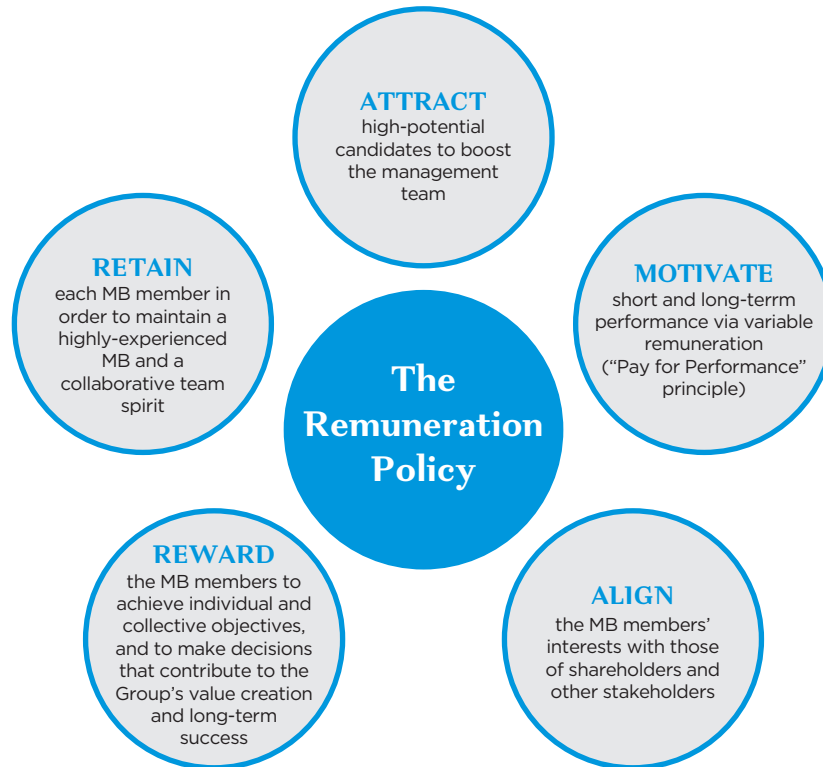 ATTRACT
high-potential
candidates to boost
the management
team
MOTIVATE
short and long-terrm
performance via variable
remuneration
(“Pay for Performance”
principle)
ALIGN
the MB members’
interests with those
of shareholders and
other stakeholders
REWARD
the MB members to
achieve individual and
collective objectives,
and to make decisions
that contribute to the
Group’s value creation
and long-term
success
RETAIN
each MB member in
order to maintain a
highly-experienced
MB and a
collaborative team
spirit
The
Remuneration
Policy